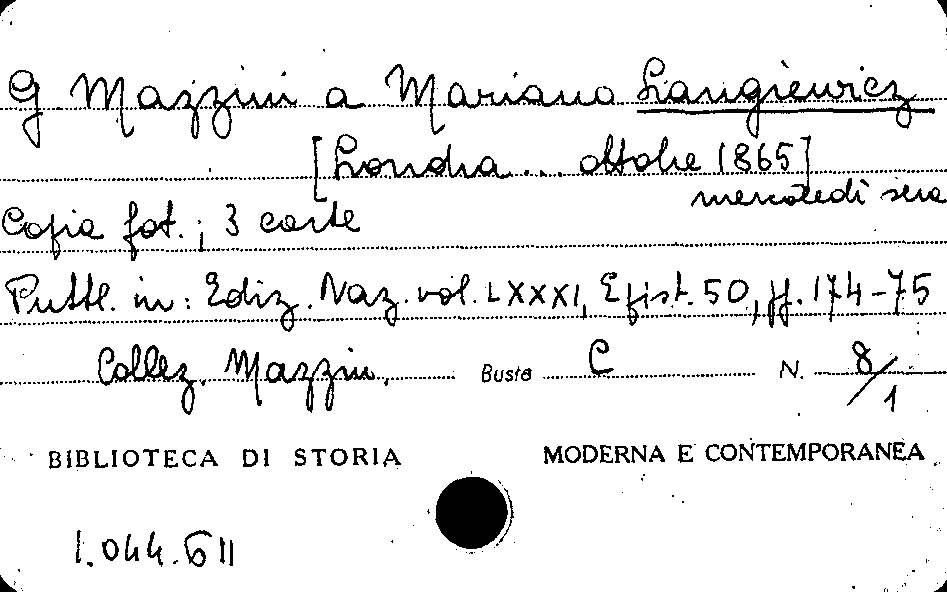 G. Mazzini a Mariano Langiewicz
[Londra ... ottobre 1865]
mercoledì sera
Copia fot.; 3 carte
Pubbl. in: Ediz. Naz. vol. LXXXI, Epist. 50, pp. 174-75
Collez. Mazzin. Busta C N. 8/1
BIBLIOTECA DI STORIA MODERNA E CONTEMPORANEA
1.044.611